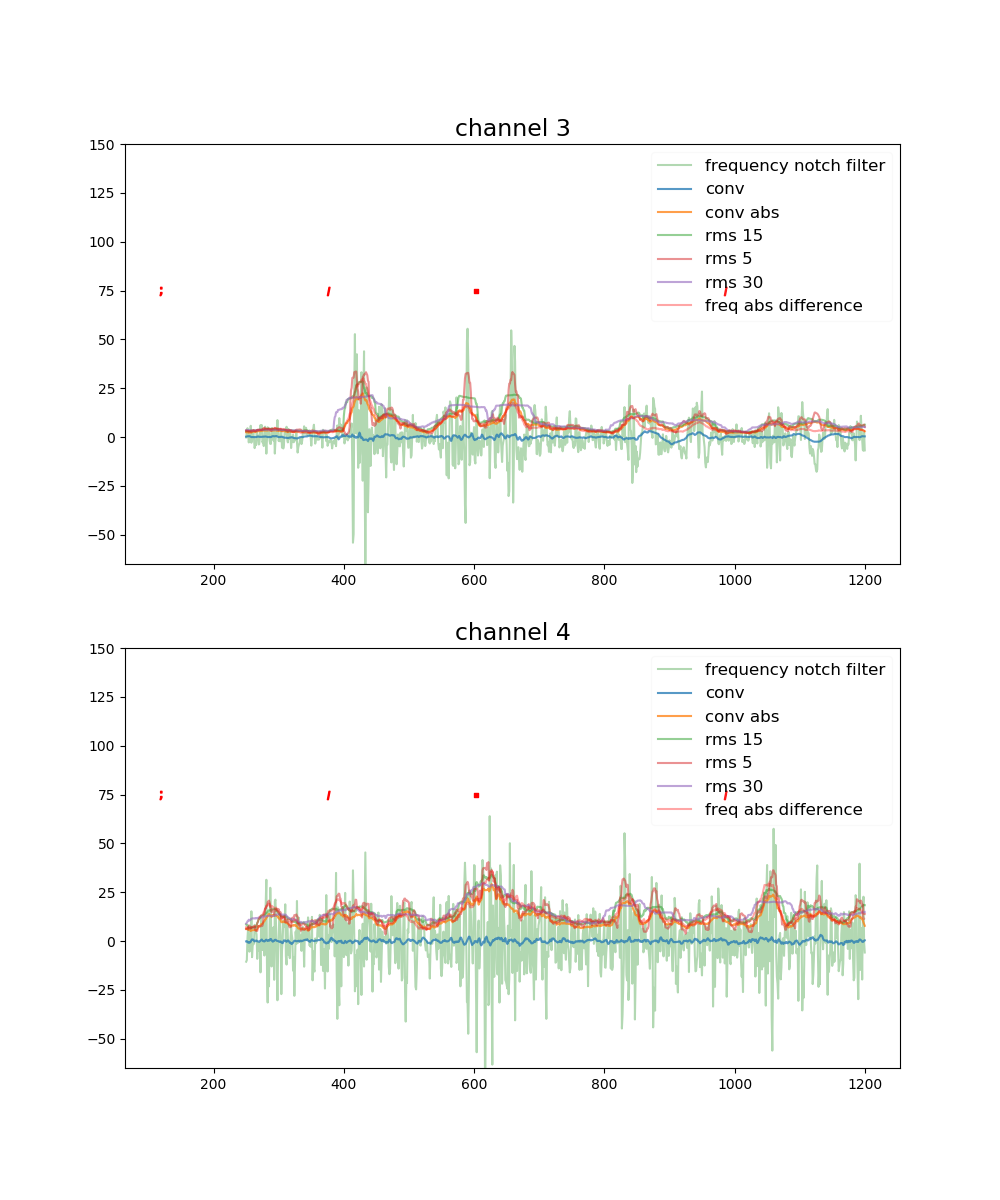 channel 3
150
125
100
75
50
25
0
−25
−50
; / . /
frequency notch filter
conv
conv abs
rms 15
rms 5
rms 30
freq abs difference
200 400 600 800 1000 1200
channel 4
150
125
100
75
50
25
0
−25
−50
; / . /
frequency notch filter
conv
conv abs
rms 15
rms 5
rms 30
freq abs difference
200 400 600 800 1000 1200